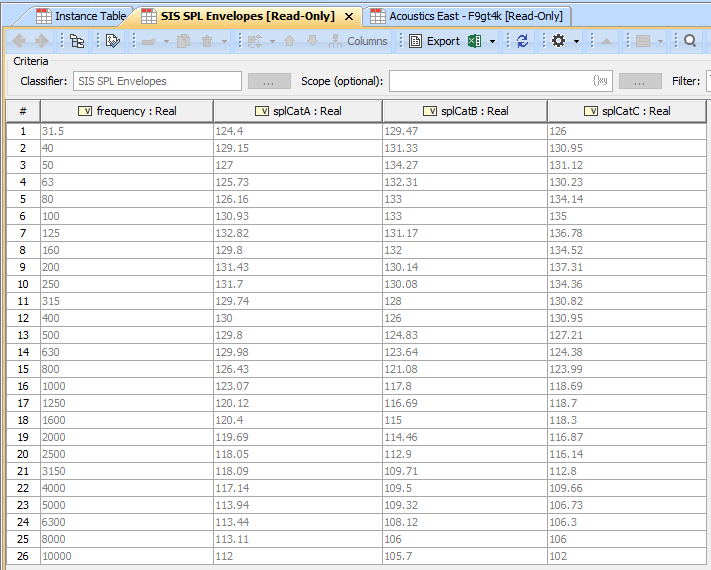 Instance Table SIS SPL Envelopes [Read-Only] × Acoustics East - F9gt4k [Read-Only]
Columns Export
Criteria
Classifier: SIS SPL Envelopes ... Scope (optional): {}xy ... Filter:
# frequency : Real splCatA : Real splCatB : Real splCatC : Real
1 31.5 124.4 129.47 126
2 40 129.15 131.33 130.95
3 50 127 134.27 131.12
4 63 125.73 132.31 130.23
5 80 126.16 133 134.14
6 100 130.93 133 135
7 125 132.82 131.17 136.78
8 160 129.8 132 134.52
9 200 131.43 130.14 137.31
10 250 131.7 130.08 134.36
11 315 129.74 128 130.82
12 400 130 126 130.95
13 500 129.8 124.83 127.21
14 630 129.98 123.64 124.38
15 800 126.43 121.08 123.99
16 1000 123.07 117.8 118.69
17 1250 120.12 116.69 118.7
18 1600 120.4 115 118.3
19 2000 119.69 114.46 116.87
20 2500 118.05 112.9 116.14
21 3150 118.09 109.71 112.8
22 4000 117.14 109.5 109.66
23 5000 113.94 109.32 106.73
24 6300 113.44 108.12 106.3
25 8000 113.11 106 106
26 10000 112 105.7 102